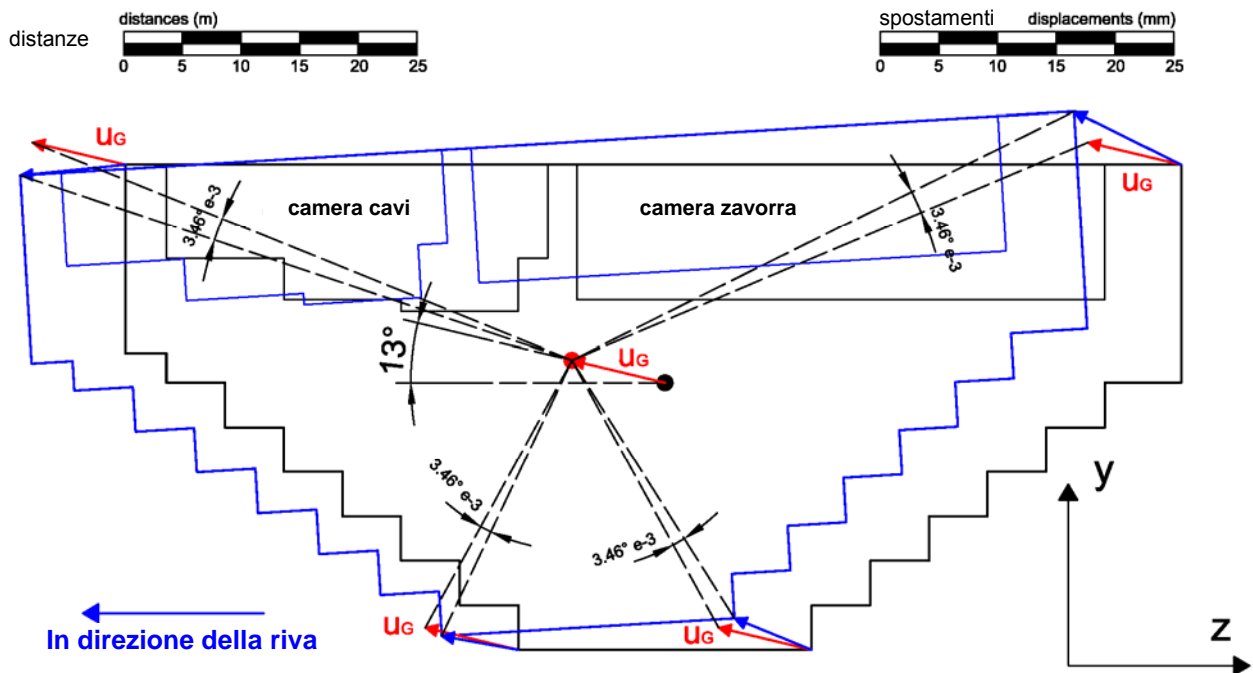 distances (m)
distanze
0 5 10 15 20 25
spostamenti displacements (mm)
0 5 10 15 20 25
uG
uG
camera cavi
camera zavorra
3.46° e-3
3.46° e-3
13°
uG
3.46° e-3
3.46° e-3
y
z
uG
uG
In direzione della riva